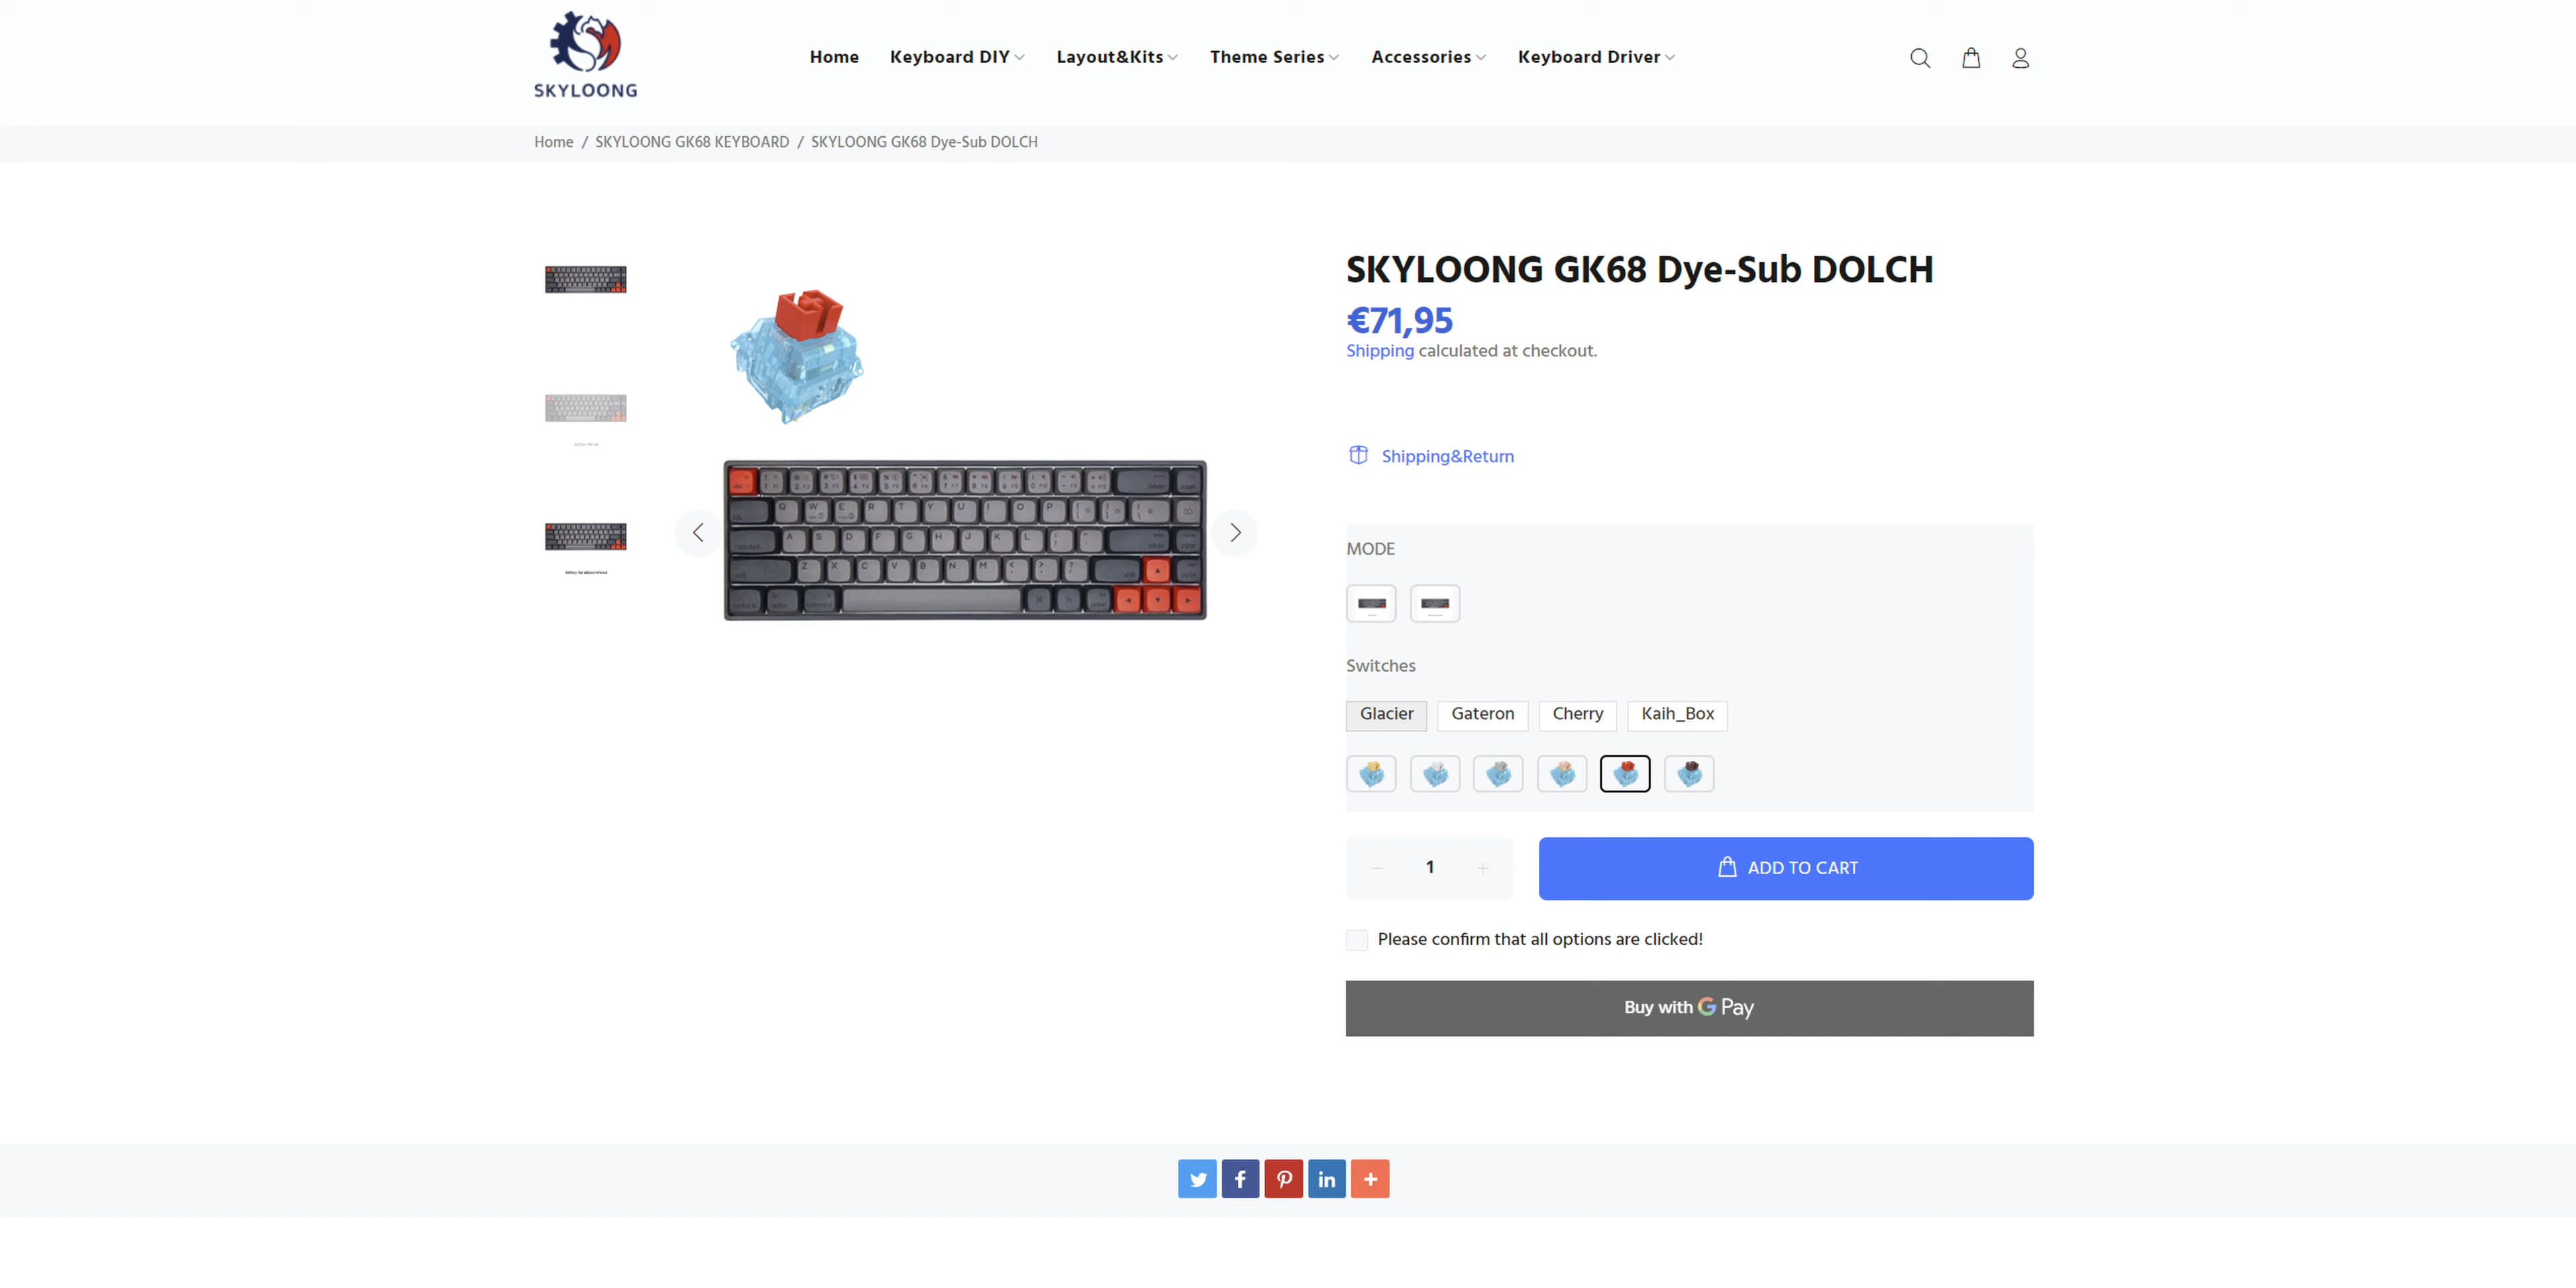 SKYLOONG
Home Keyboard DIY Layout&Kits Theme Series Accessories Keyboard Driver
Home / SKYLOONG GK68 KEYBOARD / SKYLOONG GK68 Dye-Sub DOLCH
SKYLOONG GK68 Dye-Sub DOLCH
€71,95
Shipping calculated at checkout.
Shipping&Return
MODE
Switches
Glacier Gateron Cherry Kaih_Box
1 ADD TO CART
Please confirm that all options are clicked!
Buy with G Pay
Q W E R T Y U I O P
A S D F G H J K L
Z X C V B N M